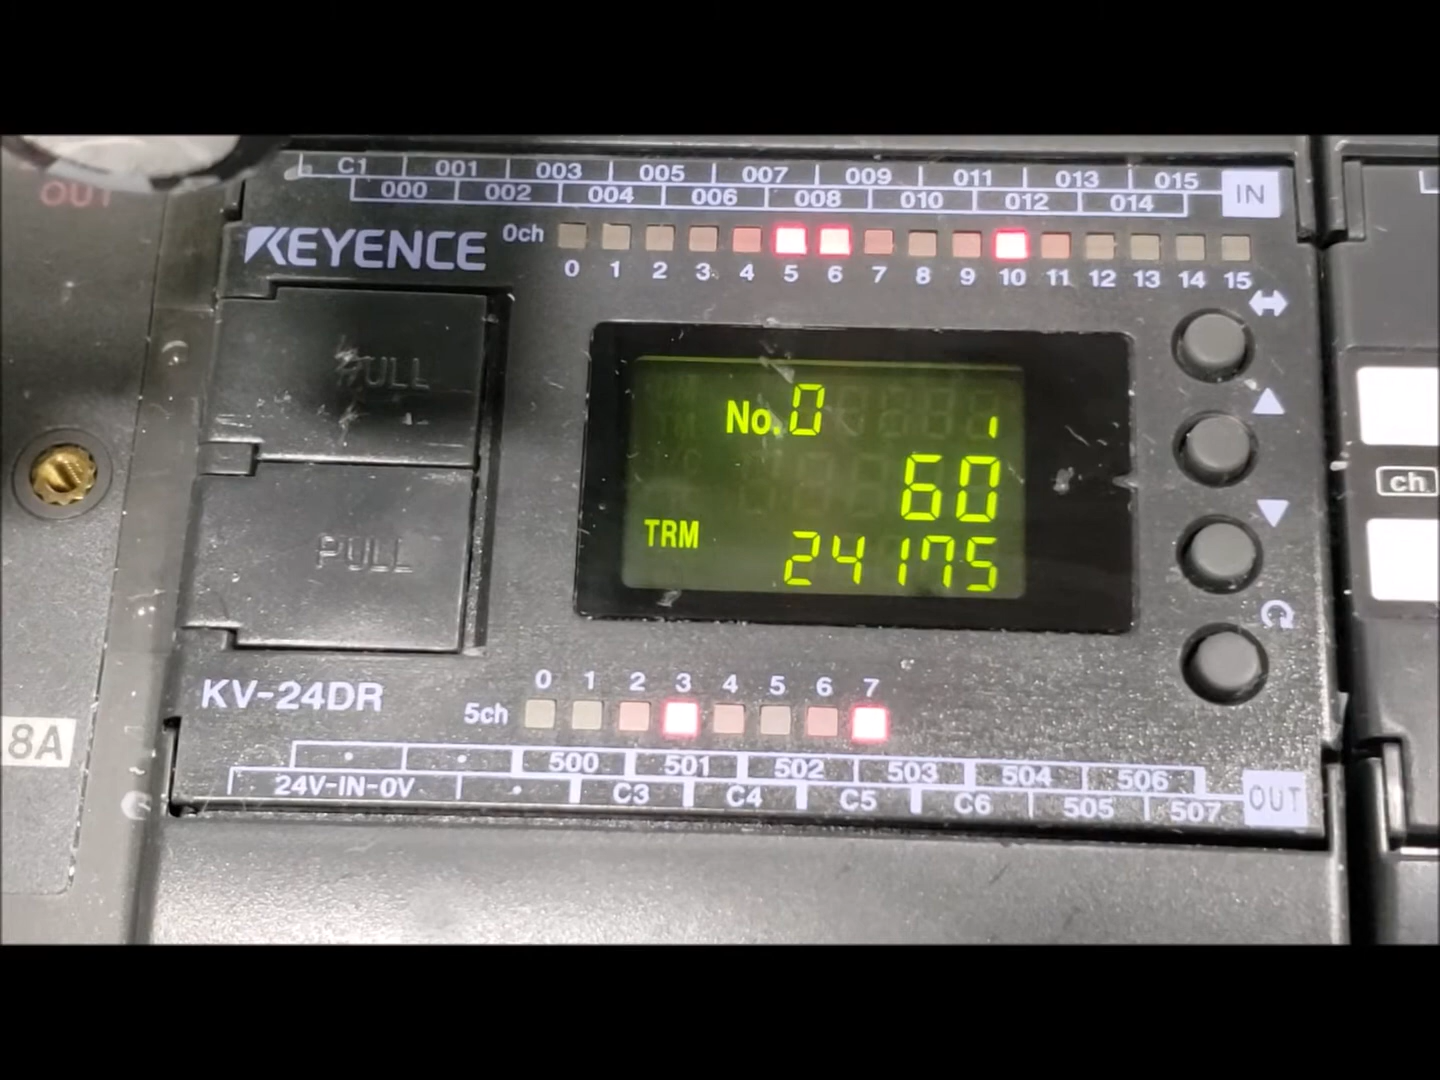 OUT
C1 001 003 005 007 009 011 013 015
000 002 004 006 008 010 012 014
IN
KEYENCE
0ch
0 1 2 3 4 5 6 7 8 9 10 11 12 13 14 15
PULL
No.0 1
60
TRM 24175
PULL
ch
KV-24DR
0 1 2 3 4 5 6 7
5ch
8A
500 501 502 503 504 506
24V-IN-0V C3 C4 C5 C6 505 507
OUT